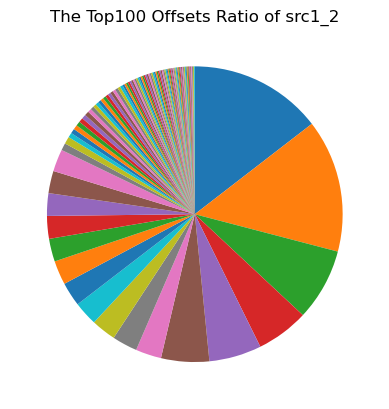 The Top100 Offsets Ratio of src1_2